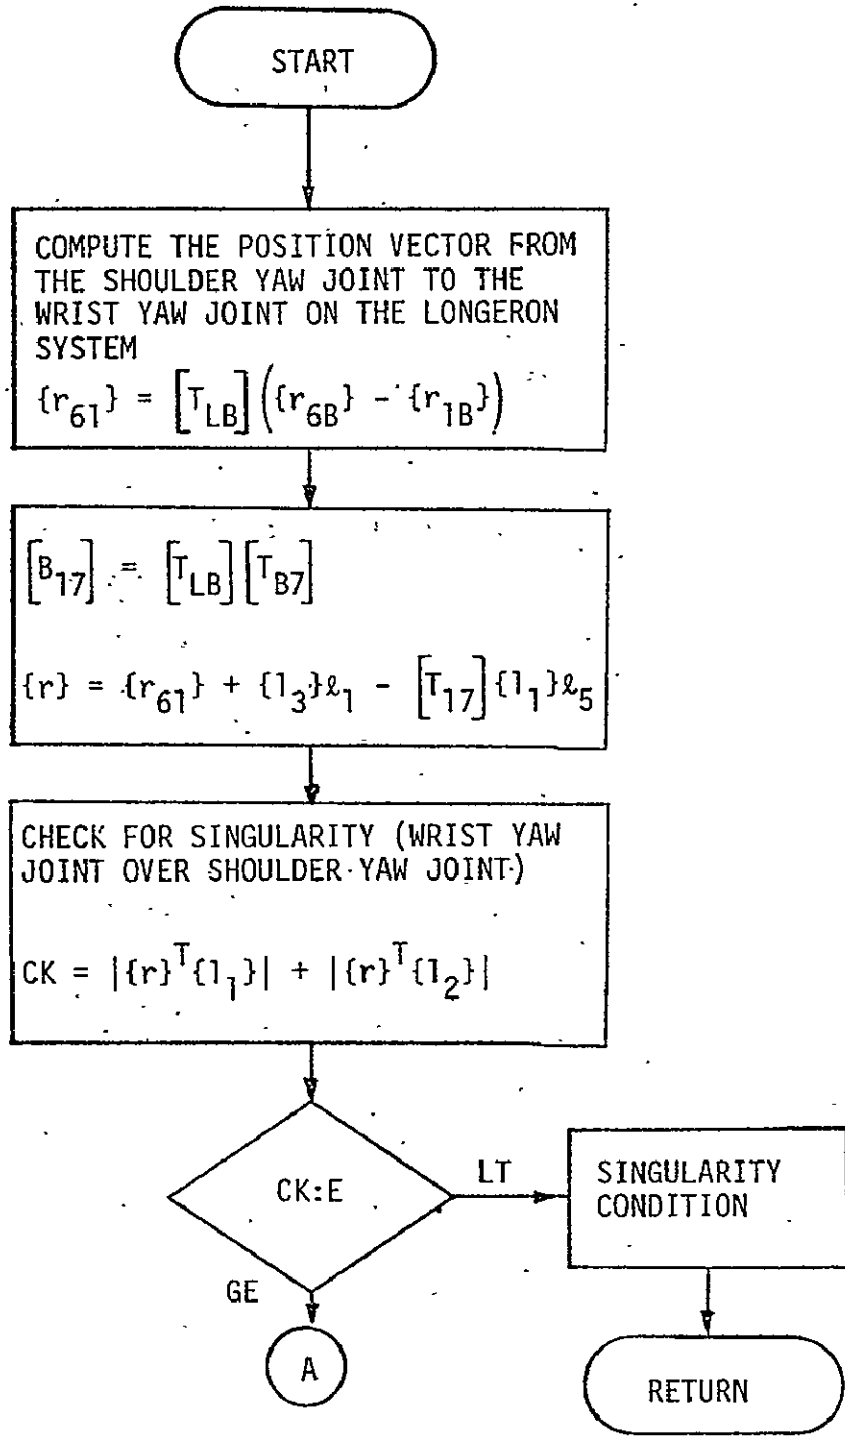 START
COMPUTE THE POSITION VECTOR FROM
THE SHOULDER YAW JOINT TO THE
WRIST YAW JOINT ON THE LONGERON
SYSTEM
{r61} = [TLB]({r6B} - {r1B})
[B17] = [TLB][TB7]
{r} = {r61} + {13}ℓ1 - [T17]{11}ℓ5
CHECK FOR SINGULARITY (WRIST YAW
JOINT OVER SHOULDER YAW JOINT)
CK = |{r}^T{11}| + |{r}^T{12}|
CK:E
LT
SINGULARITY
CONDITION
GE
A
RETURN